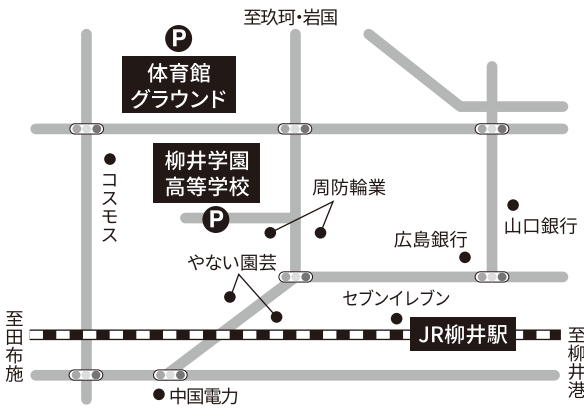 至玖珂・岩国
P
体育館
グラウンド
柳井学園
高等学校
P
コスモス
周防輪業
山口銀行
広島銀行
やない園芸
セブンイレブン
JR柳井駅
至田布施
至柳井港
中国電力